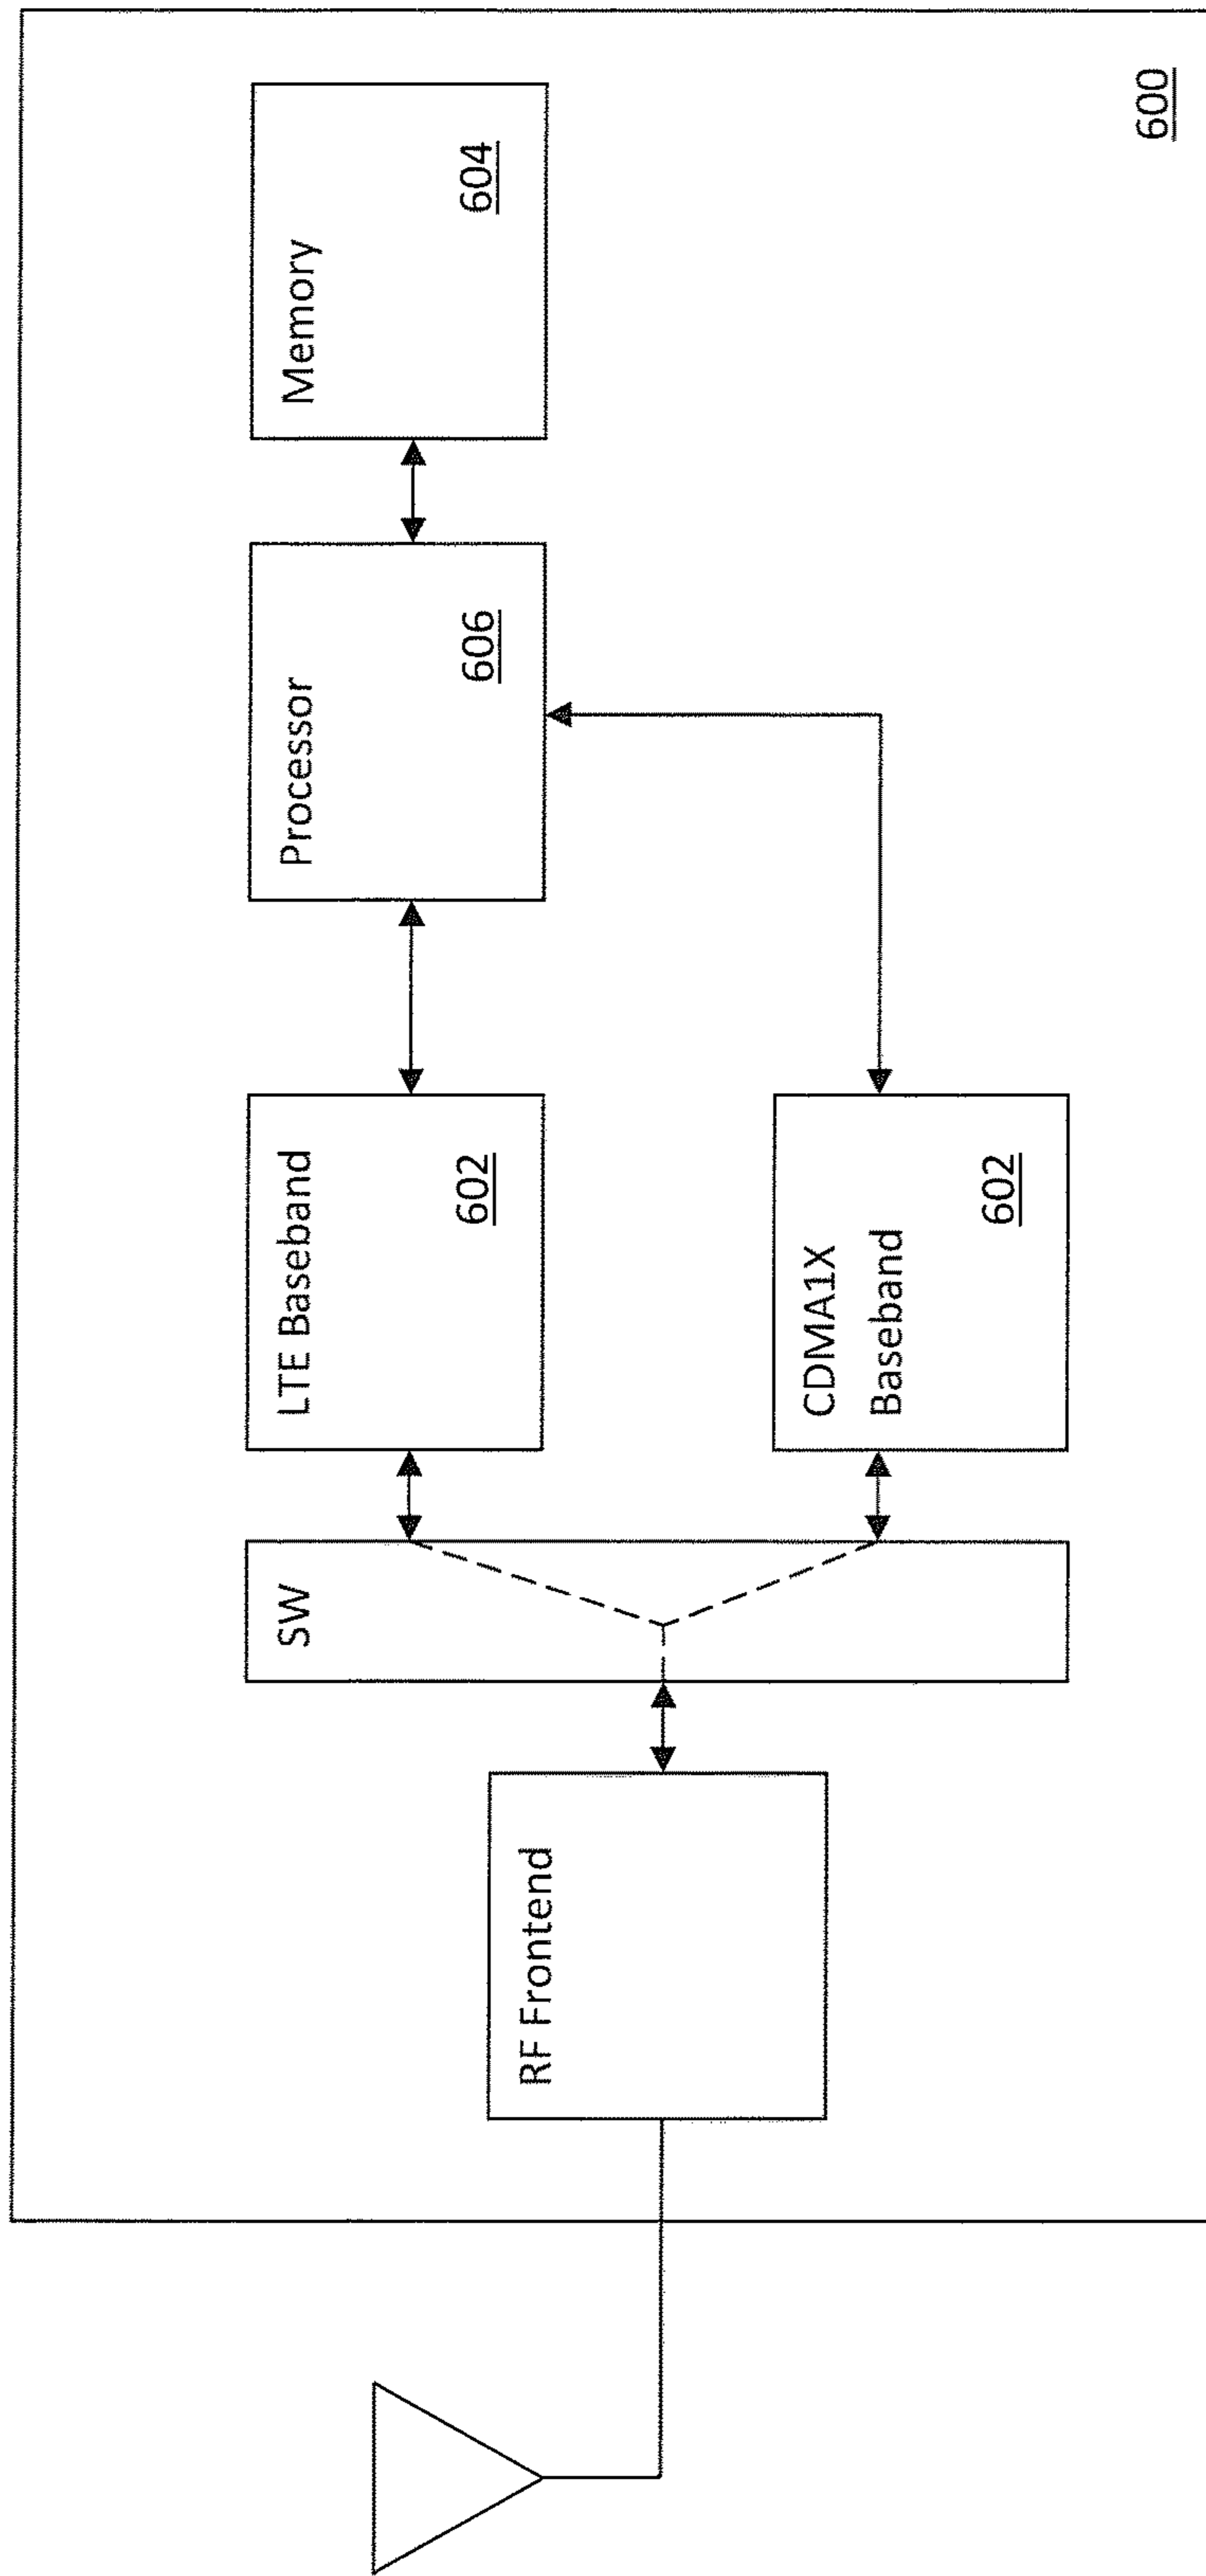 LTE Baseband
602
Processor
606
Memory
604
SW
RF Frontend
CDMA1X
Baseband
602
600